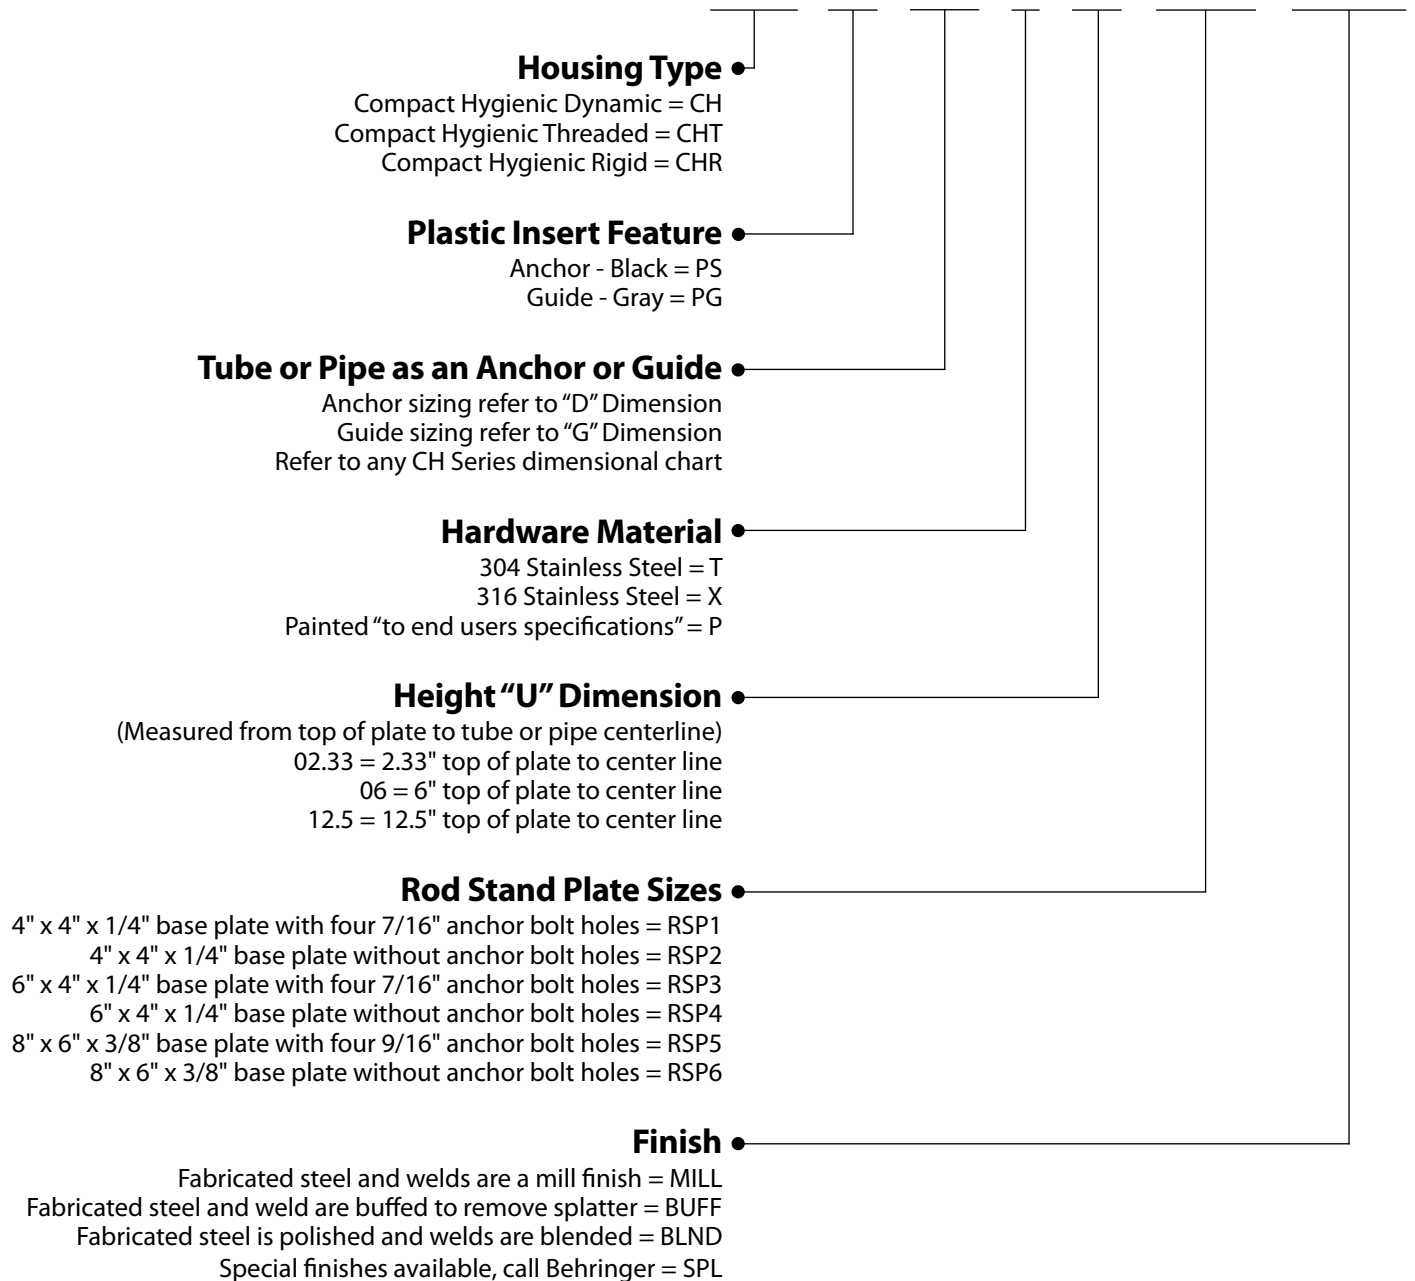 Housing Type
Compact Hygienic Dynamic = CH
Compact Hygienic Threaded = CHT
Compact Hygienic Rigid = CHR
Plastic Insert Feature
Anchor - Black = PS
Guide - Gray = PG
Tube or Pipe as an Anchor or Guide
Anchor sizing refer to “D” Dimension
Guide sizing refer to “G” Dimension
Refer to any CH Series dimensional chart
Hardware Material
304 Stainless Steel = T
316 Stainless Steel = X
Painted “to end users specifications” = P
Height “U” Dimension
(Measured from top of plate to tube or pipe centerline)
02.33 = 2.33" top of plate to center line
06 = 6" top of plate to center line
12.5 = 12.5" top of plate to center line
Rod Stand Plate Sizes
4" x 4" x 1/4" base plate with four 7/16" anchor bolt holes = RSP1
4" x 4" x 1/4" base plate without anchor bolt holes = RSP2
6" x 4" x 1/4" base plate with four 7/16" anchor bolt holes = RSP3
6" x 4" x 1/4" base plate without anchor bolt holes = RSP4
8" x 6" x 3/8" base plate with four 9/16" anchor bolt holes = RSP5
8" x 6" x 3/8" base plate without anchor bolt holes = RSP6
Finish
Fabricated steel and welds are a mill finish = MILL
Fabricated steel and weld are buffed to remove splatter = BUFF
Fabricated steel is polished and welds are blended = BLND
Special finishes available, call Behringer = SPL